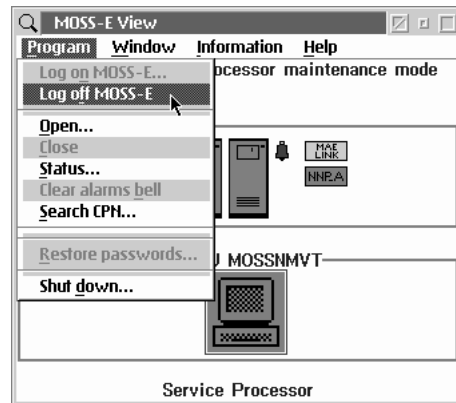 MOSS-E View
Program Window Information Help
Log on MOSS-E...
ocessor maintenance mode
Log off MOSS-E
Open...
Close
MAE
LINK
Status...
NNP.A
Clear alarms bell
Search CPN...
Restore passwords...
MOSSNMVT
Shut down...
Service Processor